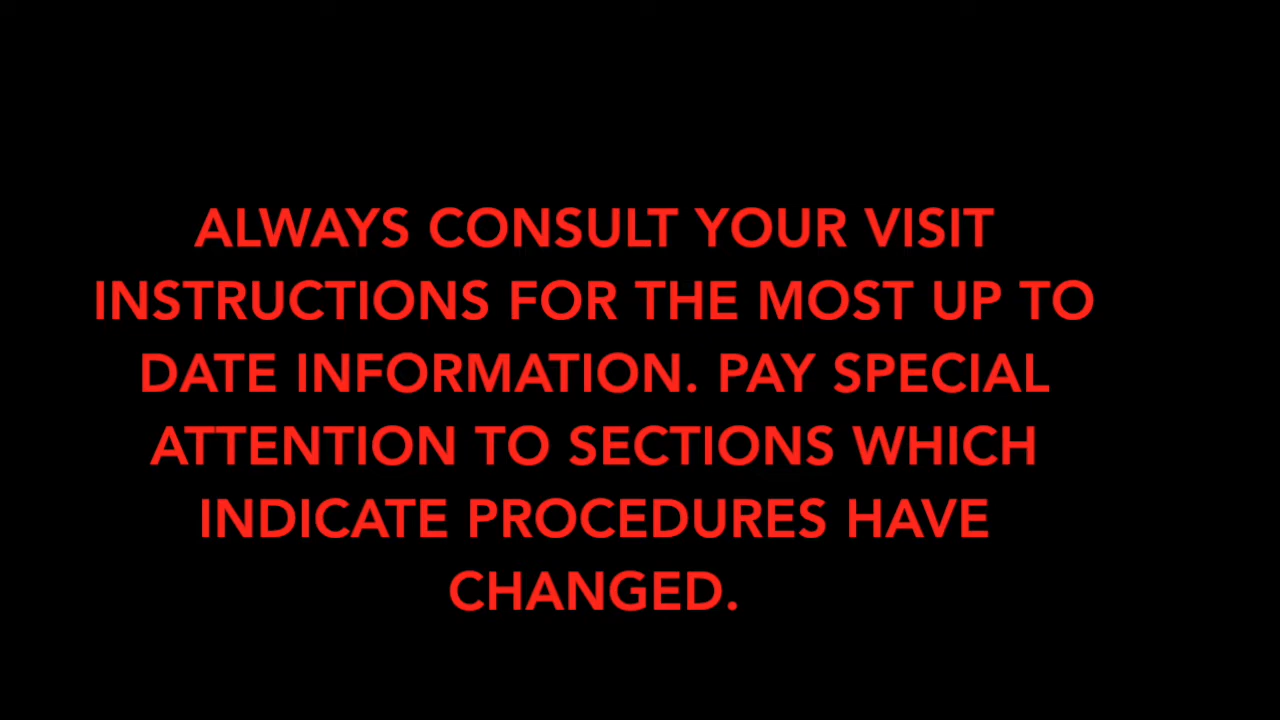 ALWAYS CONSULT YOUR VISIT
INSTRUCTIONS FOR THE MOST UP TO
DATE INFORMATION. PAY SPECIAL
ATTENTION TO SECTIONS WHICH
INDICATE PROCEDURES HAVE
CHANGED.